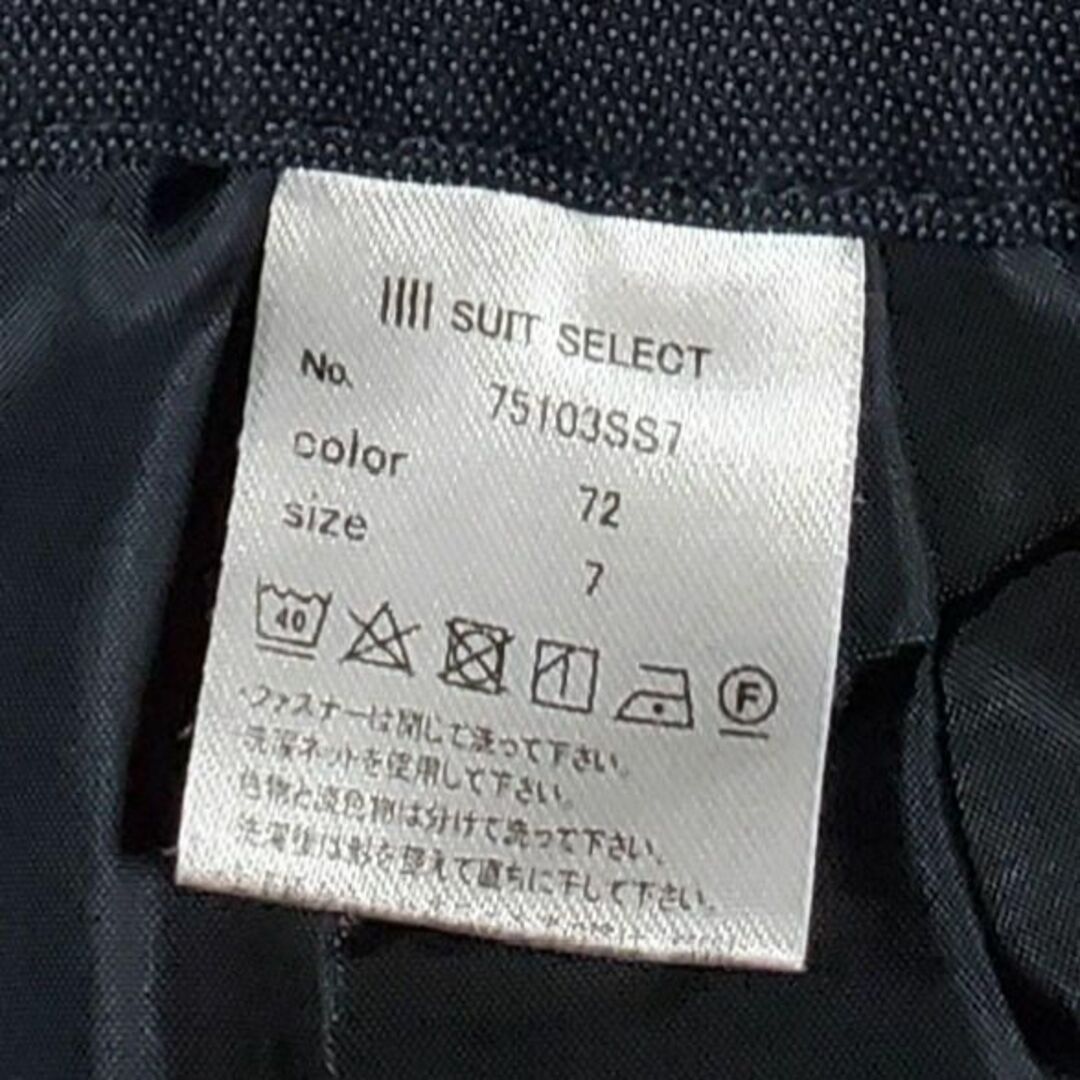 SUIT SELECT
No. 75103SS7
color 72
size 7
40 F
ファスナーは閉じて洗って下さい。
洗濯ネットを使用して下さい。
色物と淡色物は分けて洗って下さい。
洗濯後は形を整えて直ちに干して下さい。